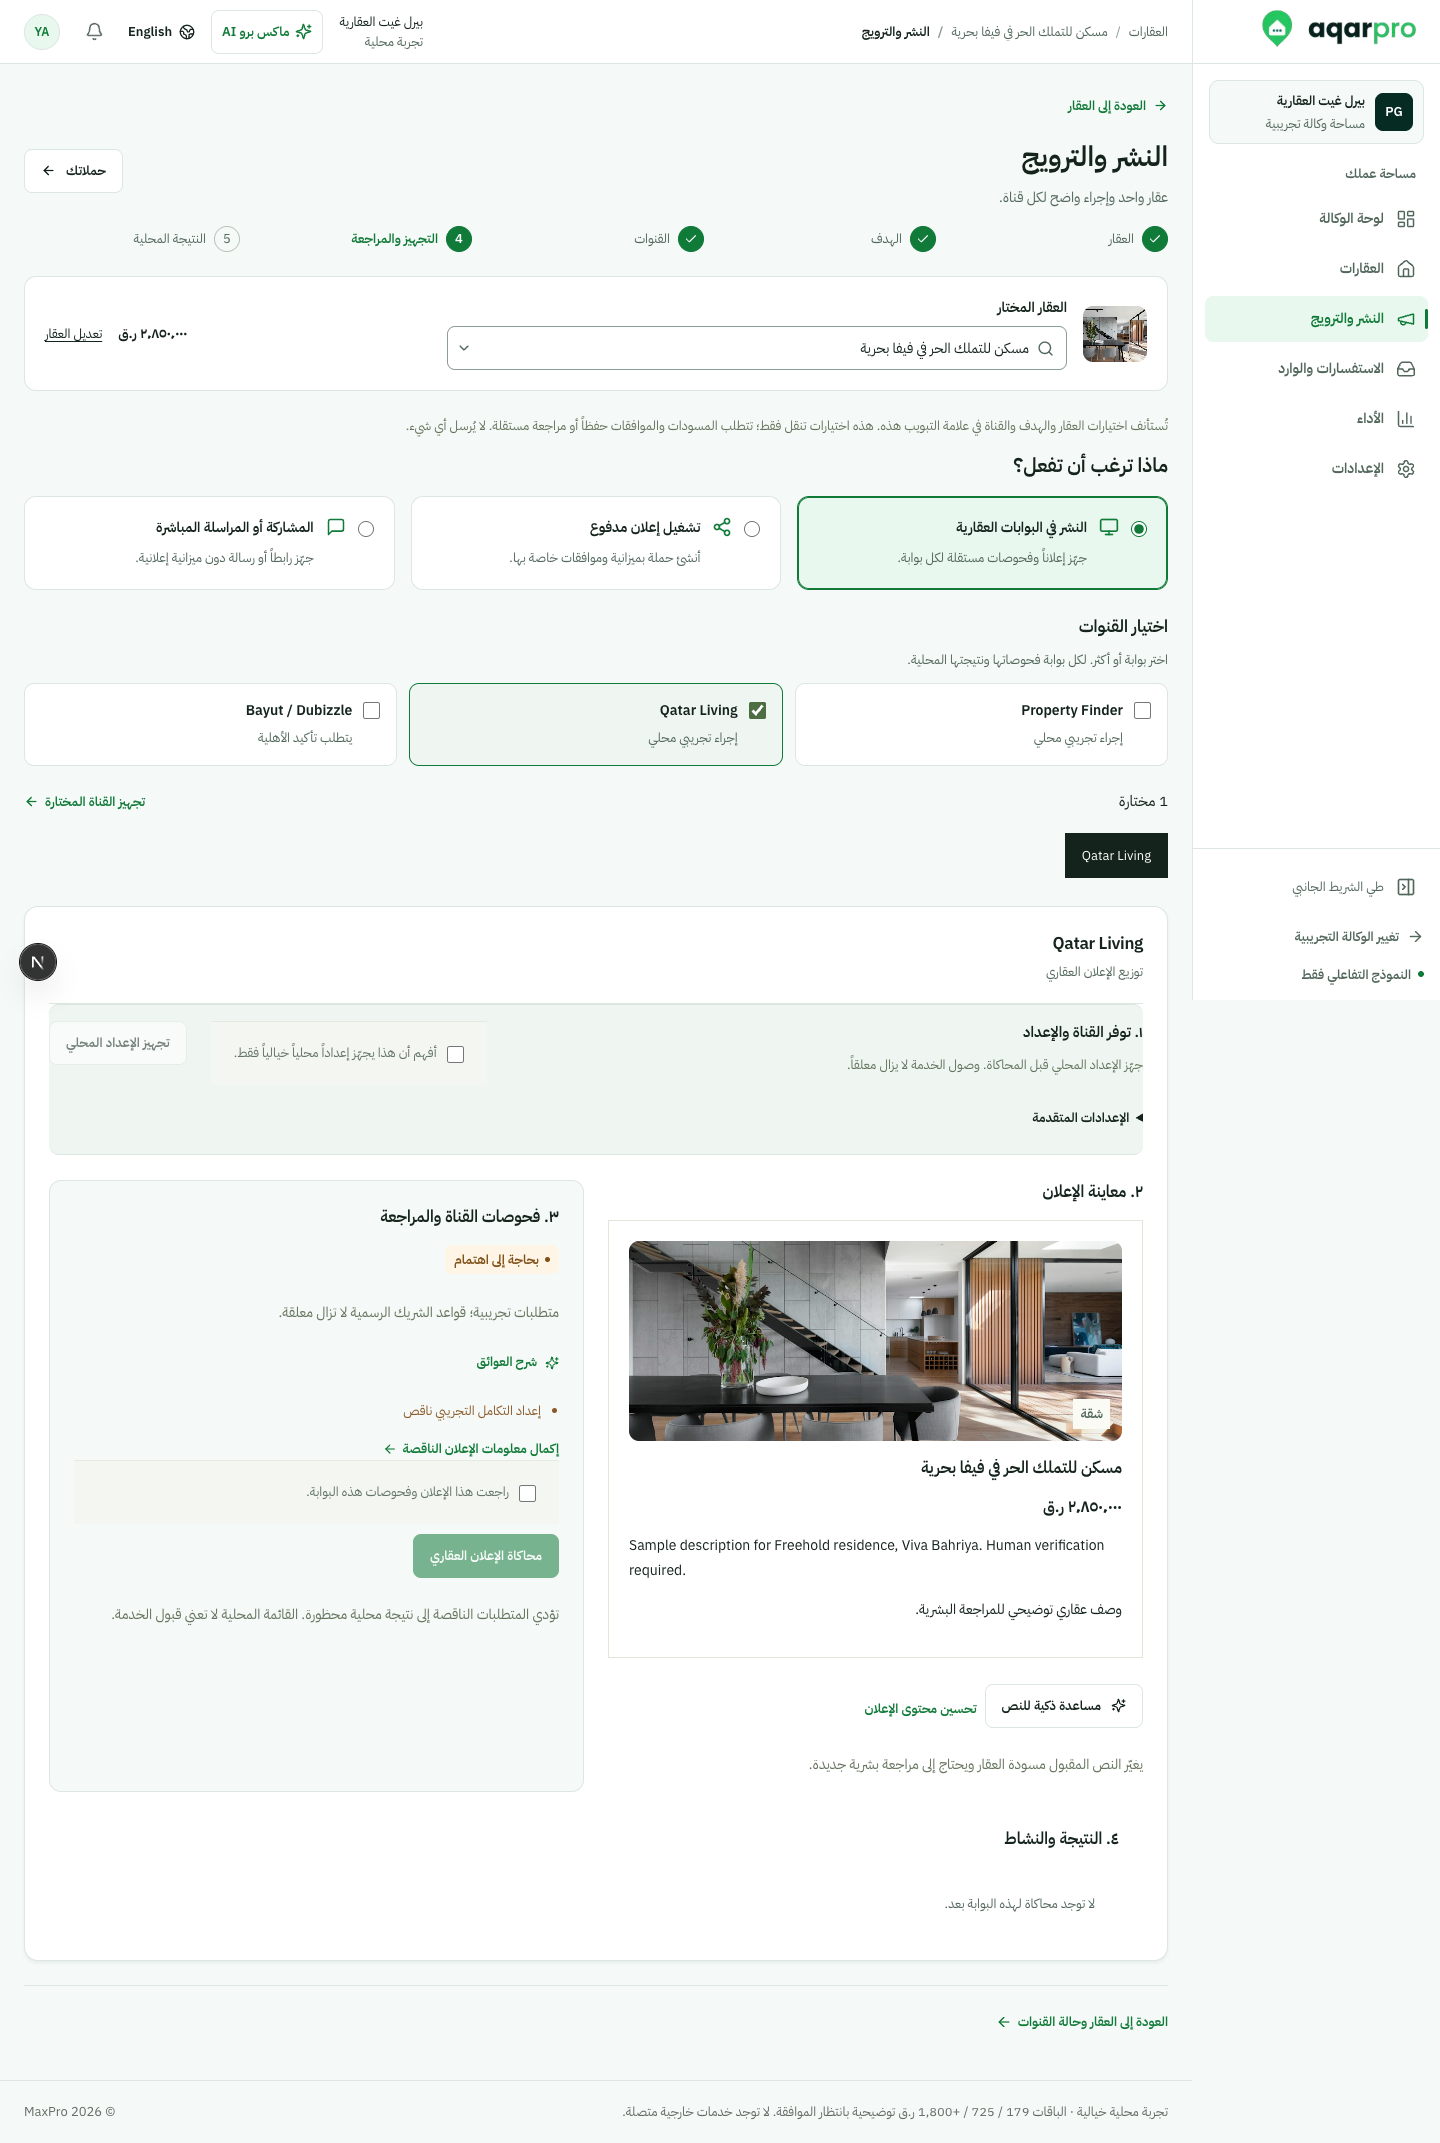 aqarpro
PG
بيرل غيت العقارية
مساحة وكالة تجريبية
مساحة عملك
لوحة الوكالة
العقارات
النشر والترويج
الاستفسارات والوارد
الأداء
الإعدادات
طي الشريط الجانبي
تغيير الوكالة التجريبية
النموذج التفاعلي فقط
العقارات / مسكن للتملك الحر في فيفا بحرية / النشر والترويج
بيرل غيت العقارية
تجربة محلية
ماكس برو AI
English
YA
العودة إلى العقار
النشر والترويج
عقار واحد وإجراء واضح لكل قناة.
حملاتك
العقار
الهدف
القنوات
4 التجهيز والمراجعة
5 النتيجة المحلية
العقار المختار
مسكن للتملك الحر في فيفا بحرية
٢٬٨٥٠٬٠٠٠ ر.ق
تعديل العقار
تُستأنف اختيارات العقار والهدف والقناة في علامة التبويب هذه. هذه اختيارات تنقل فقط؛ تتطلب المسودات والموافقات حفظاً أو مراجعة مستقلة. لا يُرسل أي شيء.
ماذا ترغب أن تفعل؟
النشر في البوابات العقارية
جهّز إعلاناً وفحوصات مستقلة لكل بوابة.
تشغيل إعلان مدفوع
أنشئ حملة بميزانية وموافقات خاصة بها.
المشاركة أو المراسلة المباشرة
جهّز رابطاً أو رسالة دون ميزانية إعلانية.
اختيار القنوات
اختر بوابة أو أكثر. لكل بوابة فحوصاتها ونتيجتها المحلية.
Property Finder
إجراء تجريبي محلي
Qatar Living
إجراء تجريبي محلي
Bayut / Dubizzle
يتطلب تأكيد الأهلية
1 مختارة
تجهيز القناة المختارة
Qatar Living
Qatar Living
توزيع الإعلان العقاري
١. توفر القناة والإعداد
جهّز الإعداد المحلي قبل المحاكاة. وصول الخدمة لا يزال معلقاً.
أفهم أن هذا يجهّز إعداداً محلياً خيالياً فقط.
تجهيز الإعداد المحلي
الإعدادات المتقدمة
٢. معاينة الإعلان
شقة
مسكن للتملك الحر في فيفا بحرية
٢٬٨٥٠٬٠٠٠ ر.ق
Sample description for Freehold residence, Viva Bahriya. Human verification
required.
وصف عقاري توضيحي للمراجعة البشرية.
مساعدة ذكية للنص
تحسين محتوى الإعلان
يغيّر النص المقبول مسودة العقار ويحتاج إلى مراجعة بشرية جديدة.
٣. فحوصات القناة والمراجعة
بحاجة إلى اهتمام
متطلبات تجريبية؛ قواعد الشريك الرسمية لا تزال معلقة.
شرح العوائق
إعداد التكامل التجريبي ناقص
إكمال معلومات الإعلان الناقصة
راجعت هذا الإعلان وفحوصات هذه البوابة.
محاكاة الإعلان العقاري
تؤدي المتطلبات الناقصة إلى نتيجة محلية محظورة. القائمة المحلية لا تعني قبول الخدمة.
٤. النتيجة والنشاط
لا توجد محاكاة لهذه البوابة بعد.
العودة إلى العقار وحالة القنوات
تجربة محلية خيالية · الباقات 179 / 725 / +1,800 ر.ق توضيحية بانتظار الموافقة. لا توجد خدمات خارجية متصلة.
© 2026 MaxPro